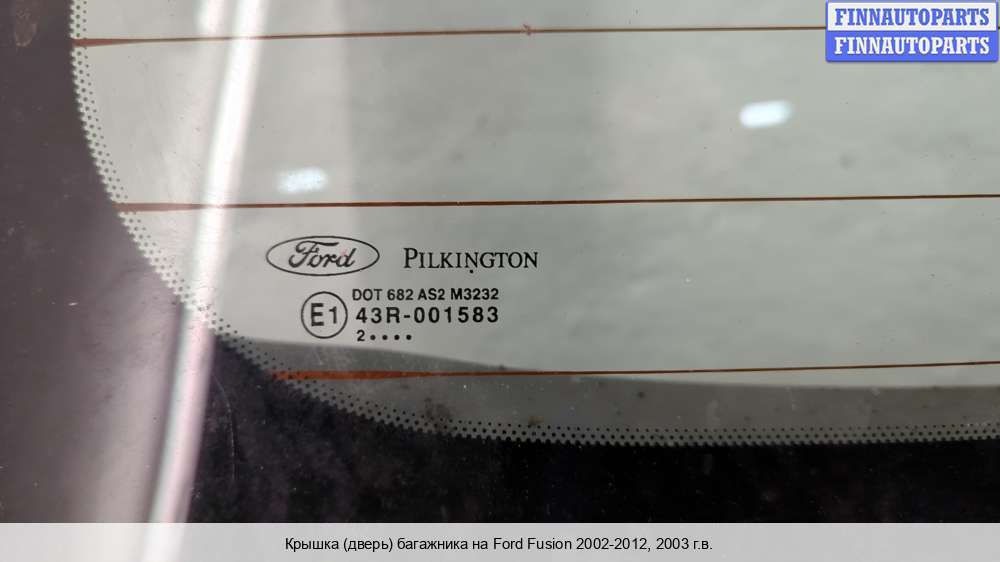 FINNAUTOPARTS
FINNAUTOPARTS
Ford PILKINGTON
DOT 682 AS2 M3232
E1 43R-001583
2••••
Крышка (дверь) багажника на Ford Fusion 2002-2012, 2003 г.в.